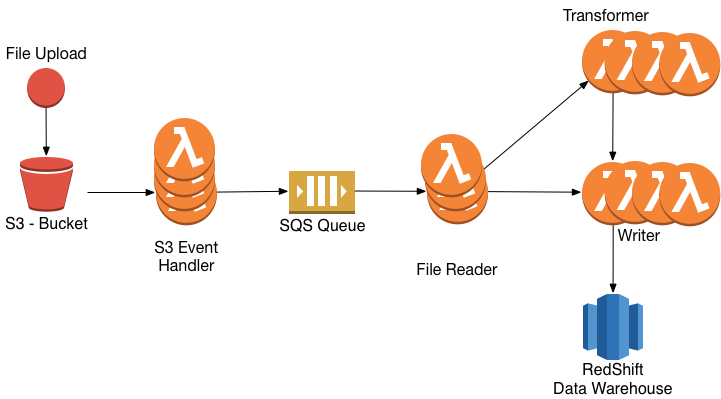 Transformer
File Upload
S3 - Bucket
S3 Event
Handler
SQS Queue
File Reader
Writer
RedShift
Data Warehouse